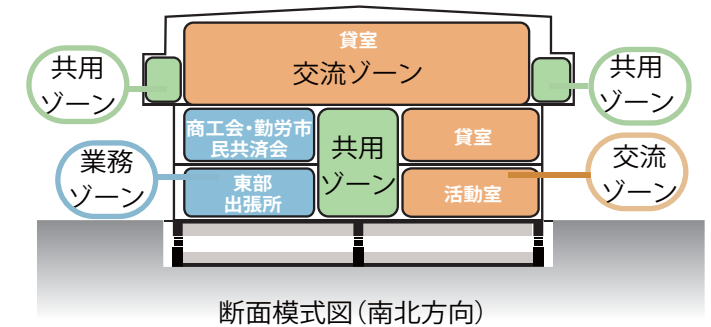 貸室
交流ゾーン
共用
ゾーン
共用
ゾーン
商工会・勤労市
民共済会
共用
ゾーン
貸室
業務
ゾーン
交流
ゾーン
東部
出張所
活動室
断面模式図（南北方向）